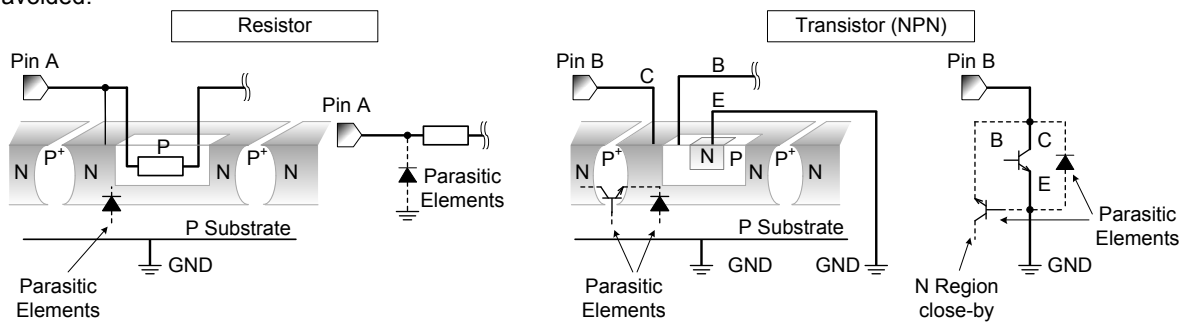 avoided.
Resistor
Transistor (NPN)
Pin A
Pin A
P
N P+ N N P+ N
Parasitic
Elements
P Substrate
GND
Parasitic
Elements
Pin B
C
B
E
N P+ N N P N P+ N
P Substrate
GND
GND
Parasitic
Elements
Pin B
B
C
E
Parasitic
Elements
GND
N Region
close-by